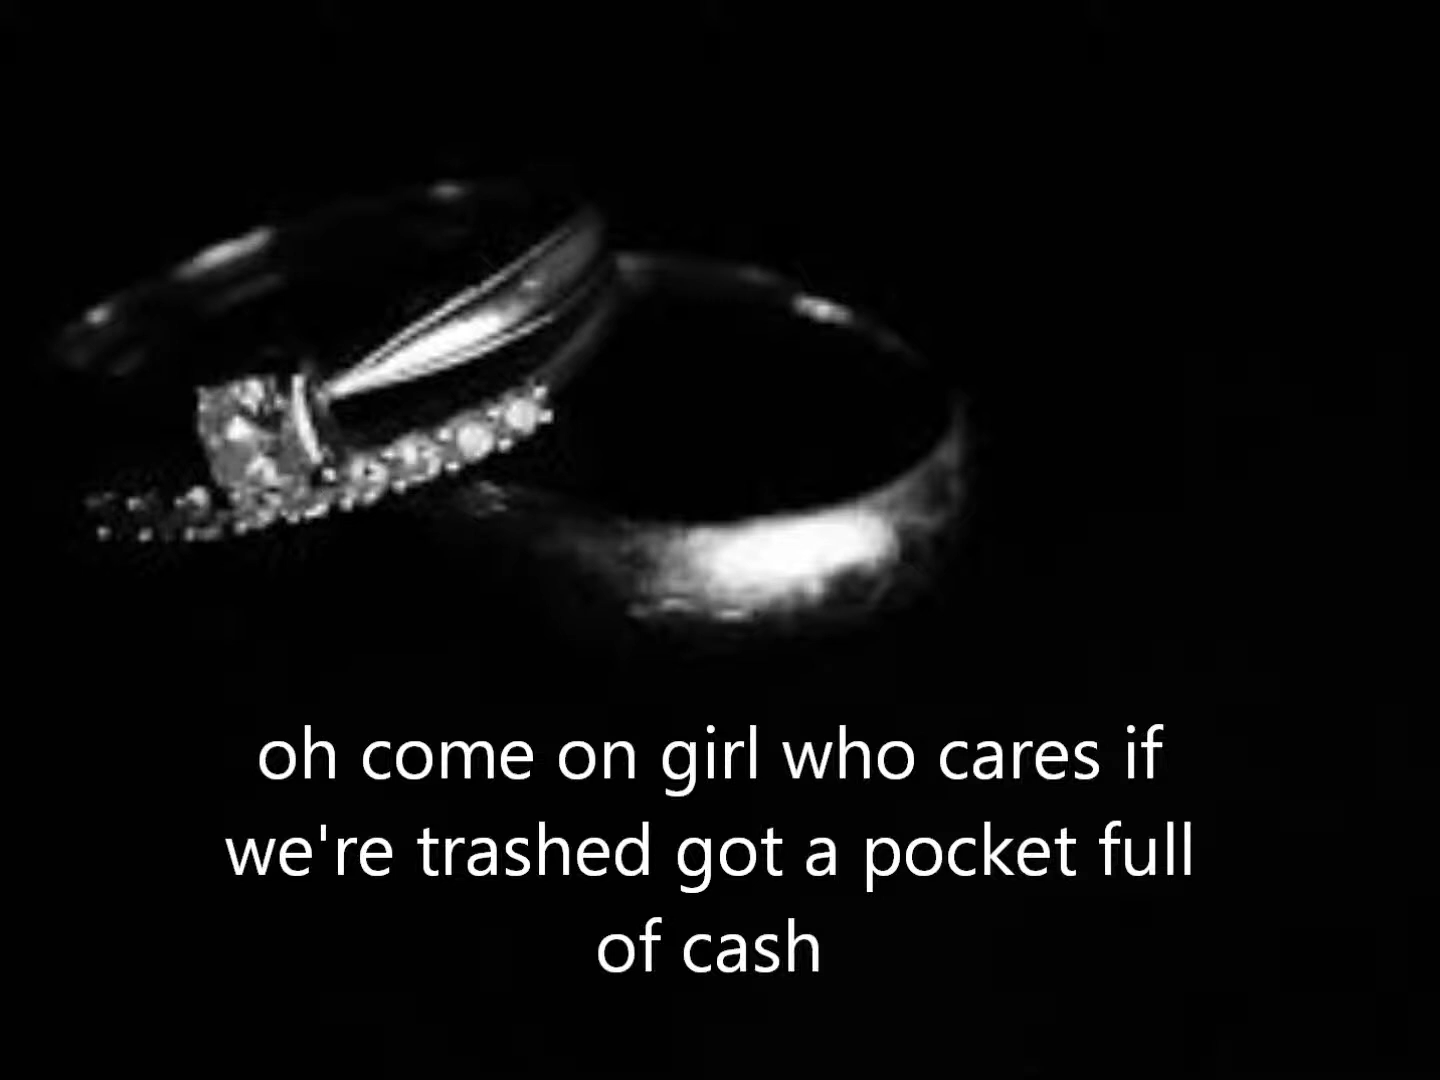 oh come on girl who cares if
we're trashed got a pocket full
of cash